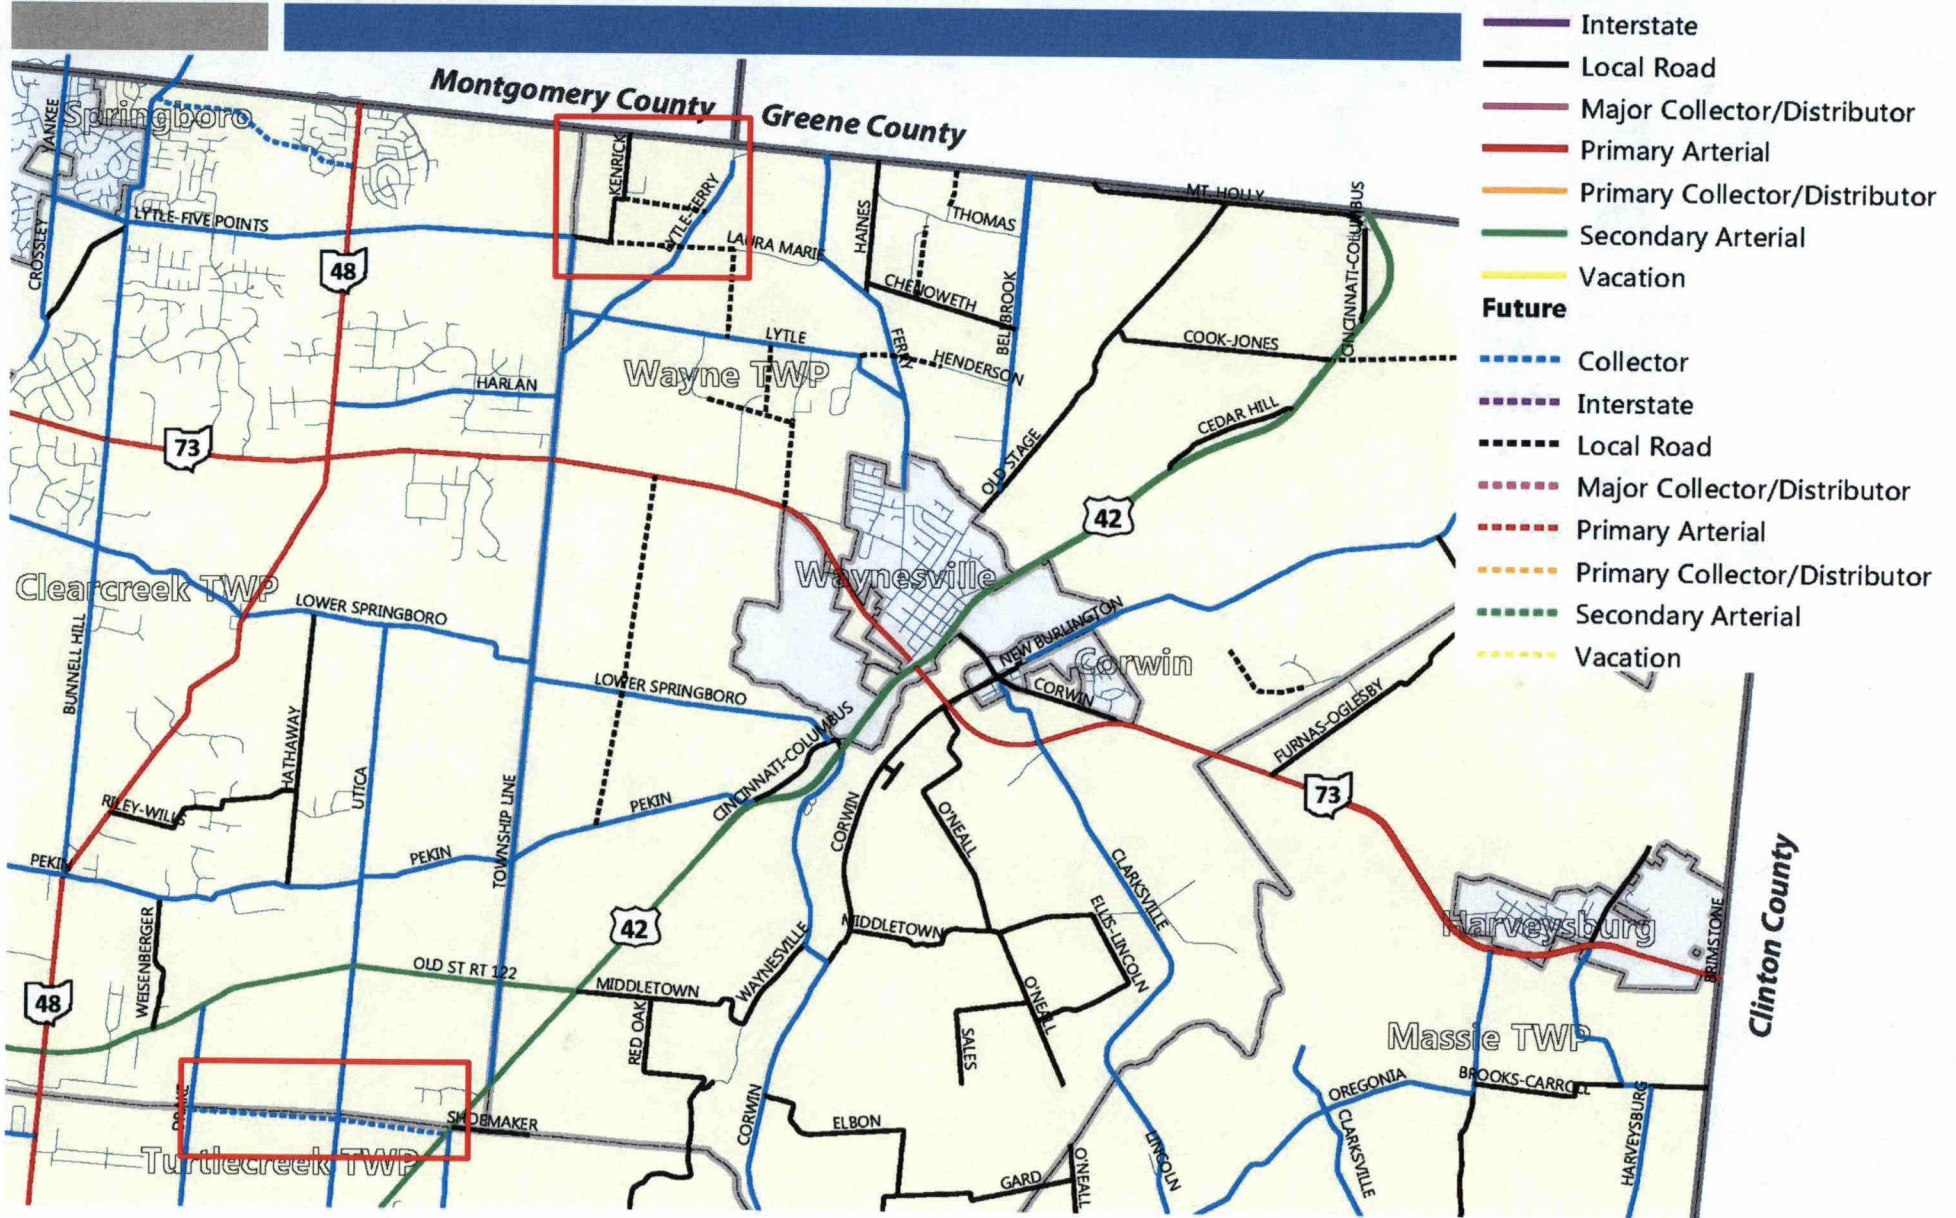 Interstate
Local Road
Major Collector/Distributor
Primary Arterial
Primary Collector/Distributor
Secondary Arterial
Vacation
Future
Collector
Interstate
Local Road
Major Collector/Distributor
Primary Arterial
Primary Collector/Distributor
Secondary Arterial
Vacation
Montgomery County
Greene County
YANKEE
Springboro
KENRICK
LYTLE-FERRY
HAINES
THOMAS
MT. HOLLY
CINCINNATI-COLUMBUS
LYTLE-FIVE POINTS
CROSSLEY
48
LAURA MARIE
CHENOWETH
BELLBROOK
LYTLE
FERRY
HENDERSON
COOK-JONES
Wayne TWP
HARLAN
CEDAR HILL
73
OLD STAGE
42
Clearcreek TWP
Waynesville
LOWER SPRINGBORO
NEW BURLINGTON
Corwin
BUNNELL HILL
LOWER SPRINGBORO
CORWIN
FURNAS-OGLESBY
HATHAWAY
UTICA
CINCINNATI-COLUMBUS
73
TOWNSHIP LINE
PEKIN
RILEY-WILLS
CORWIN
O'NEALL
PEKIN
PEKIN
CLARKSVILLE
Clinton County
WEISENBERGER
42
MIDDLETOWN
ELLIS-LINCOLN
Harveysburg
BRIMSTONE
OLD ST RT 122
WAYNESVILLE
48
MIDDLETOWN
RED OAK
O'NEALL
SALES
Massie TWP
DRAKE
SHOEMAKER
CORWIN
ELBON
OREGONIA
BROOKS-CARROLL
HARVEYSBURG
CLARKSVILLE
Turtlecreek TWP
LINCOLN
GARD
O'NEALL